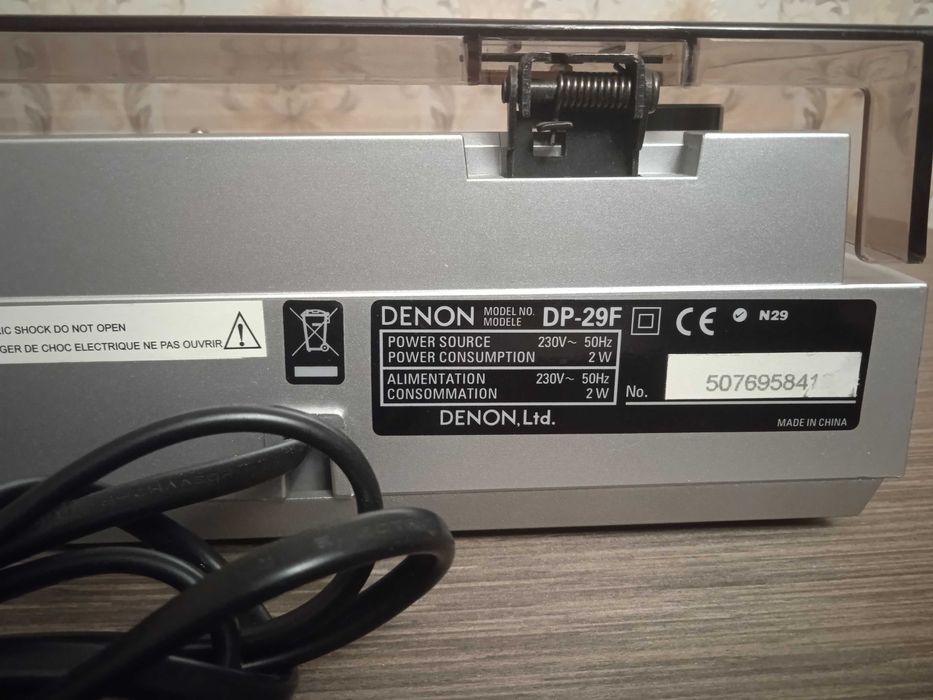 IC SHOCK DO NOT OPEN
GER DE CHOC ELECTRIQUE NE PAS OUVRIR
DENON MODEL NO. MODELE DP-29F CE N29
POWER SOURCE 230V~ 50Hz
POWER CONSUMPTION 2 W
ALIMENTATION 230V~ 50Hz
CONSOMMATION 2 W
No. 507695841
DENON, Ltd.
MADE IN CHINA